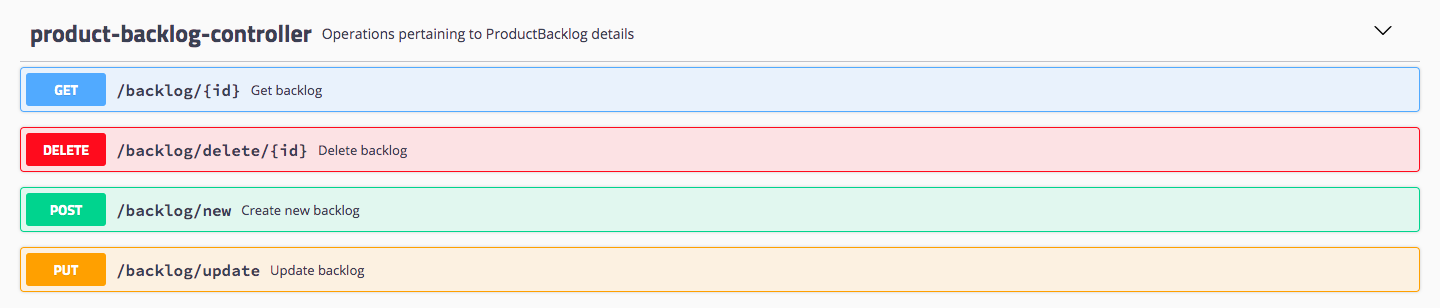 product-backlog-controller Operations pertaining to ProductBacklog details
GET /backlog/{id} Get backlog
DELETE /backlog/delete/{id} Delete backlog
POST /backlog/new Create new backlog
PUT /backlog/update Update backlog